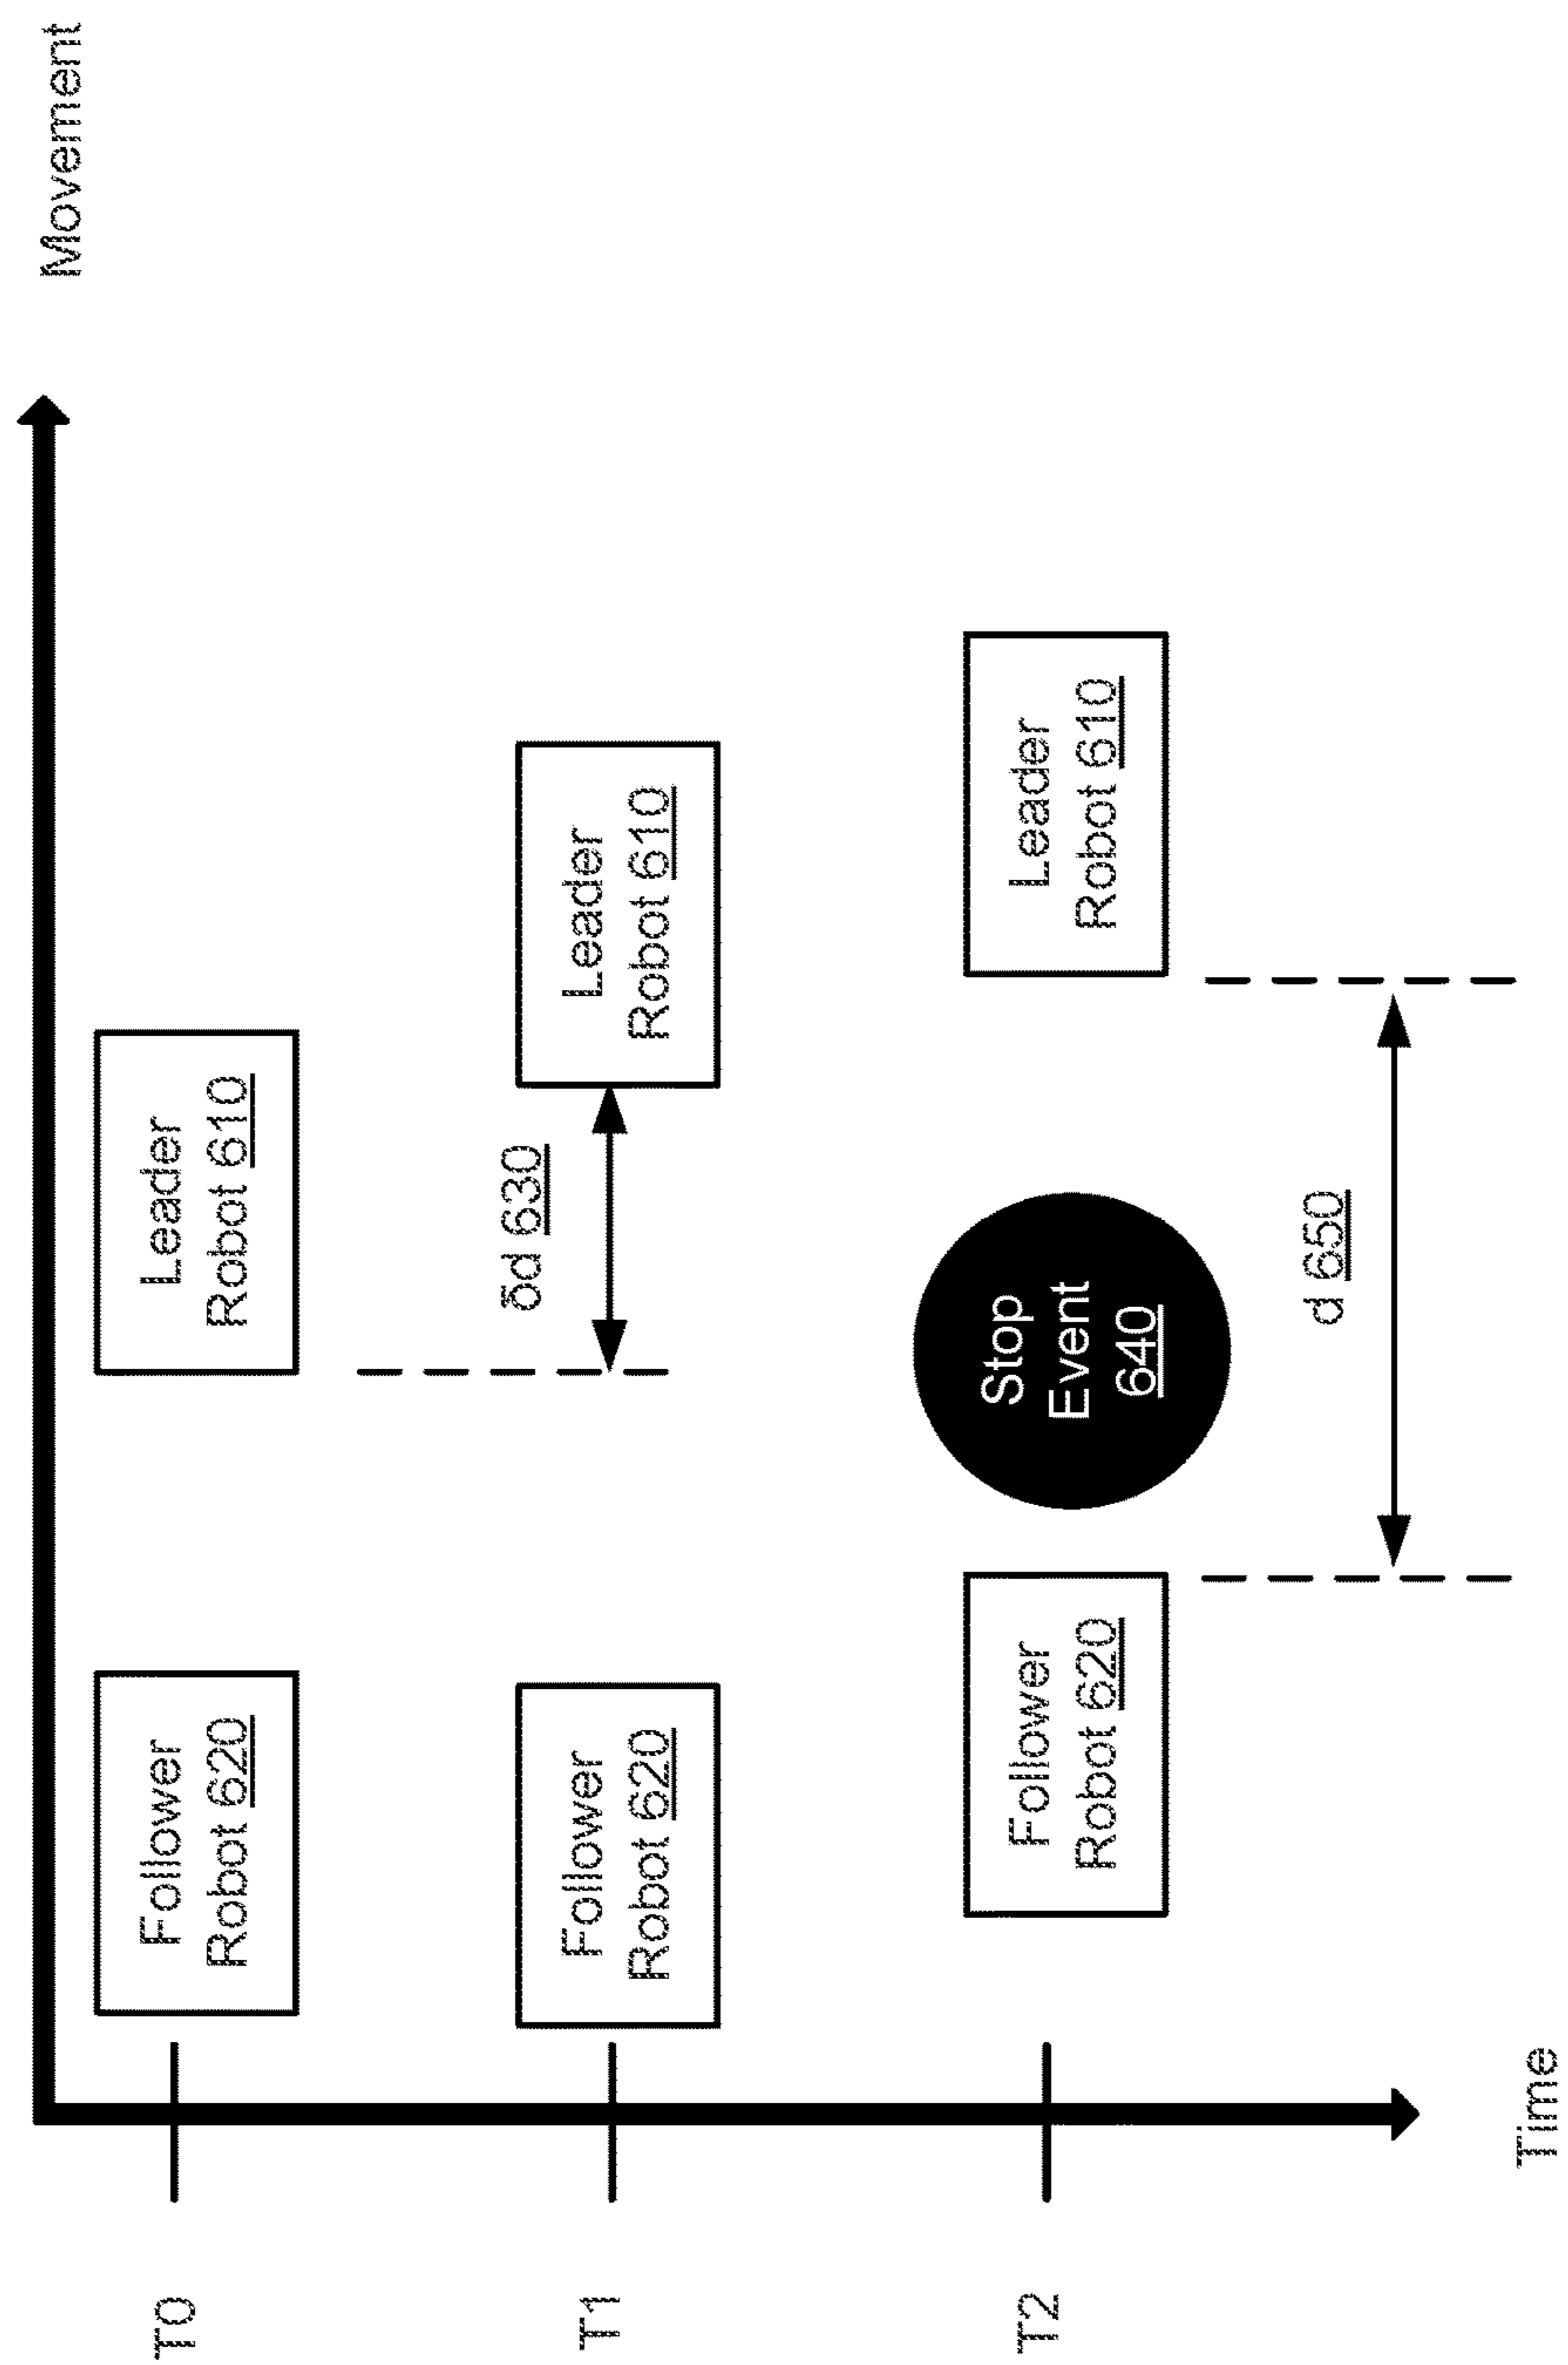 Movement
T0
Follower
Robot 620
Leader
Robot 610
T1
Follower
Robot 620
δd 630
Leader
Robot 610
T2
Follower
Robot 620
Stop
Event
640
Leader
Robot 610
d 650
Time